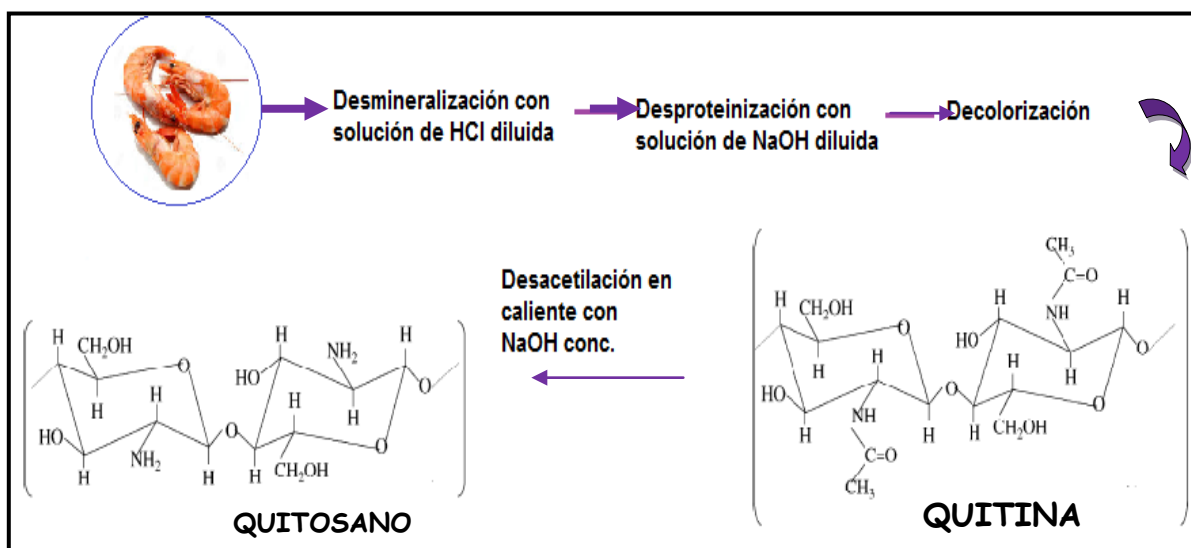 Desmineralización con
solución de HCl diluida
Desproteinización con
solución de NaOH diluida
Decolorización
Desacetilación en
caliente con
NaOH conc.
CH₃
C=O
H
H
NH
H
CH₂OH
O
HO
H
H
O
H
H
HO
H
O
H
O
NH
H
H
CH₂OH
C=O
CH₃
QUITINA
H
H
NH₂
H
CH₂OH
O
HO
H
H
H
O
HO
H
O
O
NH₂
H
H
H
CH₂OH
QUITOSANO